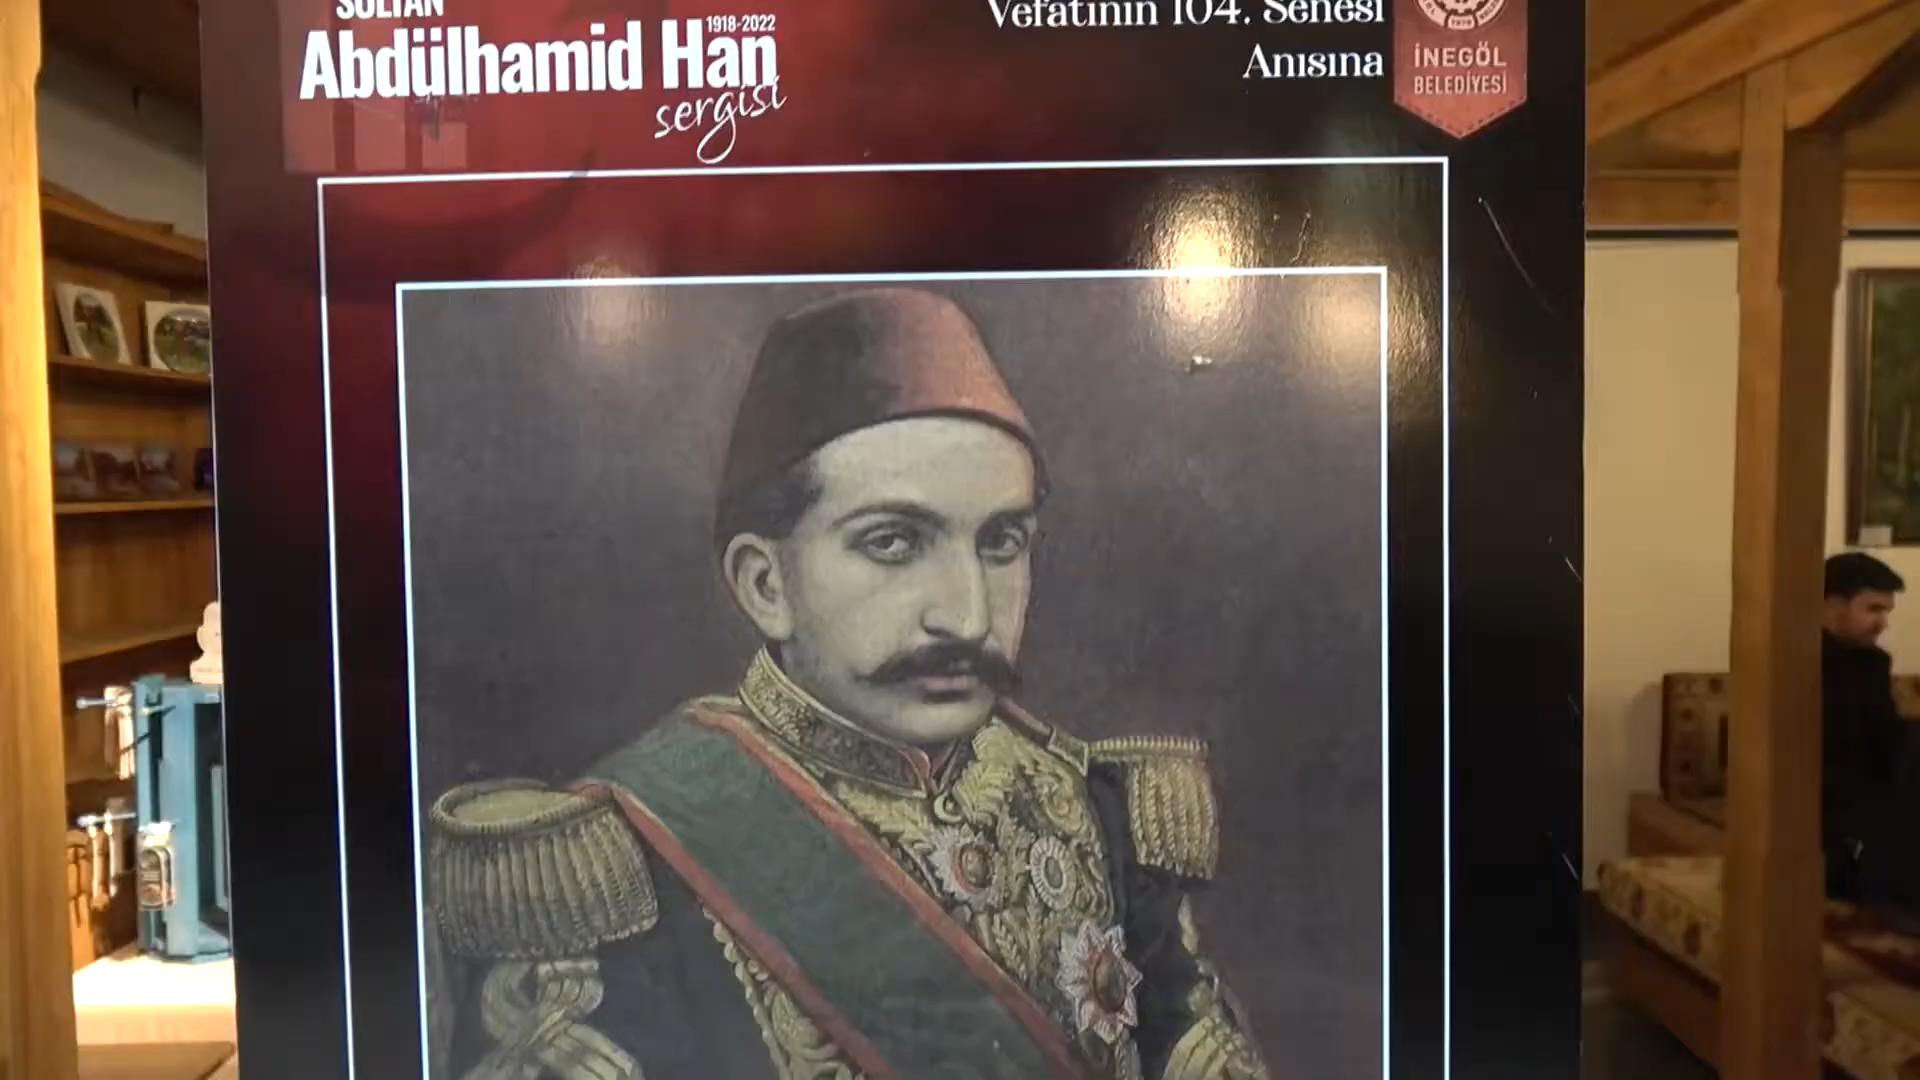 SULTAN
1918-2022
Abdülhamid Han
sergisi
Vefatının 104. Senesi
Anısına
İNEGÖL
BELEDİYESİ